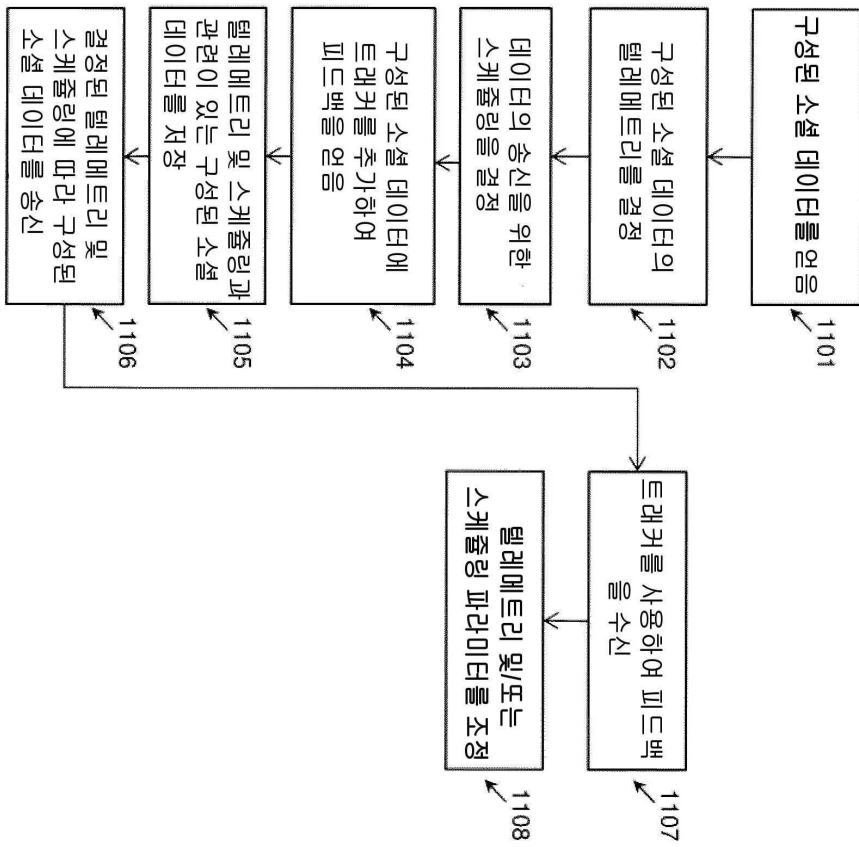 구성된 소셜 데이터를 얻음
1101
구성된 소셜 데이터의
텔레메트리를 결정
1102
데이터의 송신을 위한
스케쥴링을 결정
1103
구성된 소셜 데이터에
트래커를 추가하여
피드백을 얻음
1104
텔레메트리 및 스케쥴링과
관련이 있는 구성된 소셜
데이터를 저장
1105
결정된 텔레메트리 및
스케쥴링에 따라 구성된
소셜 데이터를 송신
1106
트래커를 사용하여 피드백
을 수신
1107
텔레메트리 및/또는
스케쥴링 파라미터를 조정
1108